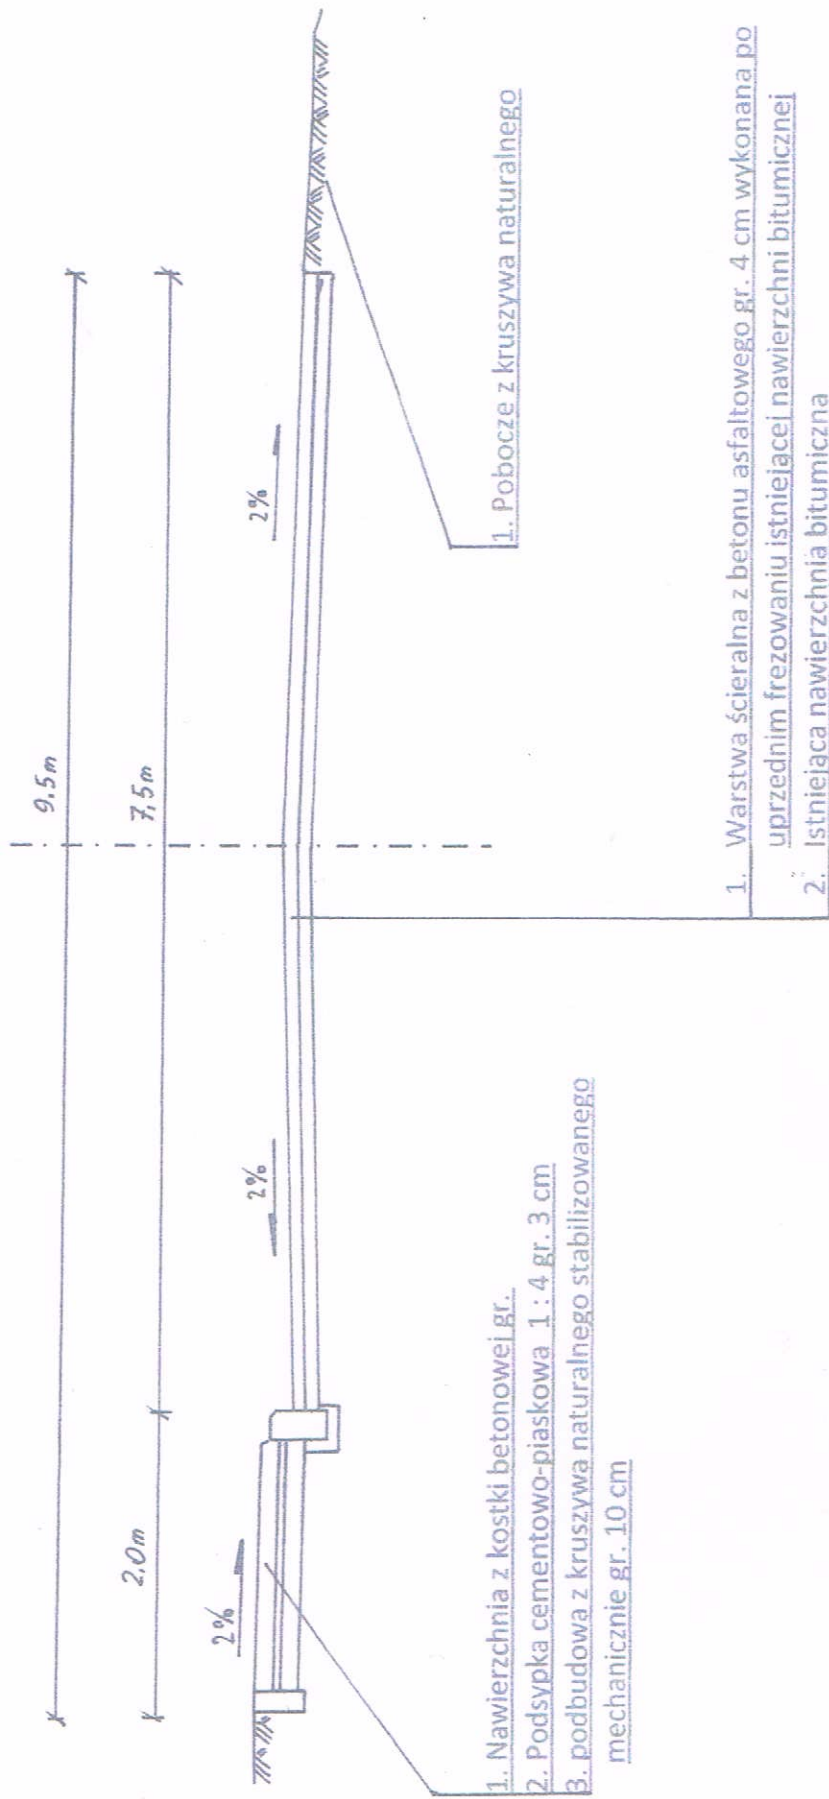 9.5m
2.0m
7,5m
2%
2%
2%
1. Nawierzchnia z kostki betonowej gr.
2. Podsypka cementowo-piaskowa 1 : 4 gr. 3 cm
3. podbudowa z kruszywa naturalnego stabilizowanego
mechanicznie gr. 10 cm
1. Pobocze z kruszywa naturalnego
1. Warstwa ścieralna z betonu asfaltowego gr. 4 cm wykonana po
uprzednim frezowaniu istniejącej nawierzchni bitumicznej
2. Istniejąca nawierzchnia bitumiczna